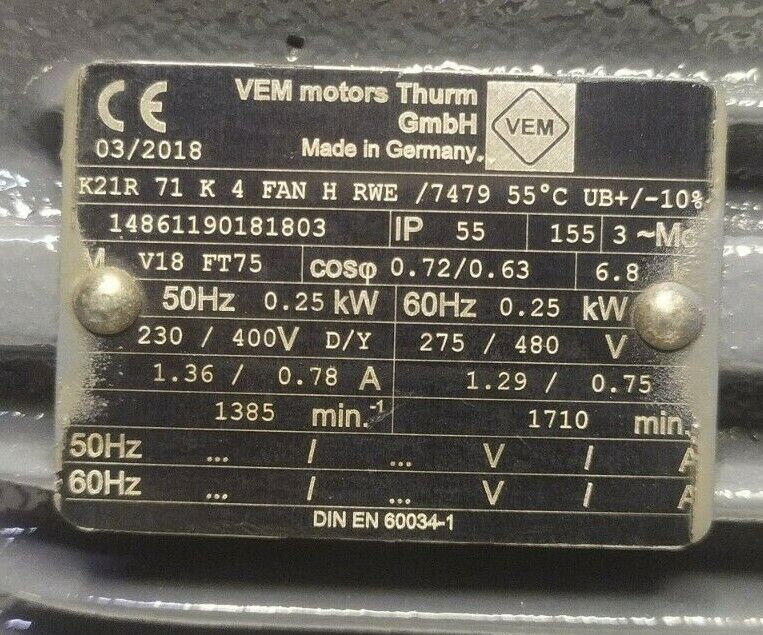 CE
VEM motors Thurm
GmbH
VEM
03/2018
Made in Germany
K21R 71 K 4 FAN H RWE /7479 55°C UB+/-10%
14861190181803 IP 55 155 3 ~Mo
V18 FT75 cosφ 0.72/0.63 6.8
50Hz 0.25 kW 60Hz 0.25 kW
230 / 400V D/Y 275 / 480 V
1.36 / 0.78 A 1.29 / 0.75
1385 min.-1 1710 min.
50Hz ... / ... V / A
60Hz ... / ... V / A
DIN EN 60034-1